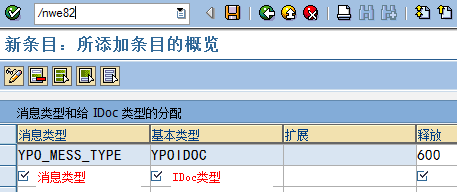 /nwe82
新条目：所添加条目的概览
消息类型和给 IDoc 类型的分配
消息类型 基本类型 扩展 释放
YPO_MESS_TYPE YPOIDOC 600
消息类型 IDoc类型